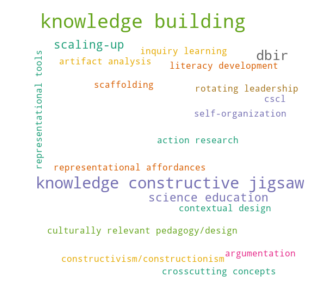 knowledge building
scaling-up
inquiry learning
dbir
artifact analysis
literacy development
representational tools
scaffolding
rotating leadership
cscl
self-organization
action research
representational affordances
knowledge constructive jigsaw
science education
contextual design
culturally relevant pedagogy/design
argumentation
constructivism/constructionism
crosscutting concepts